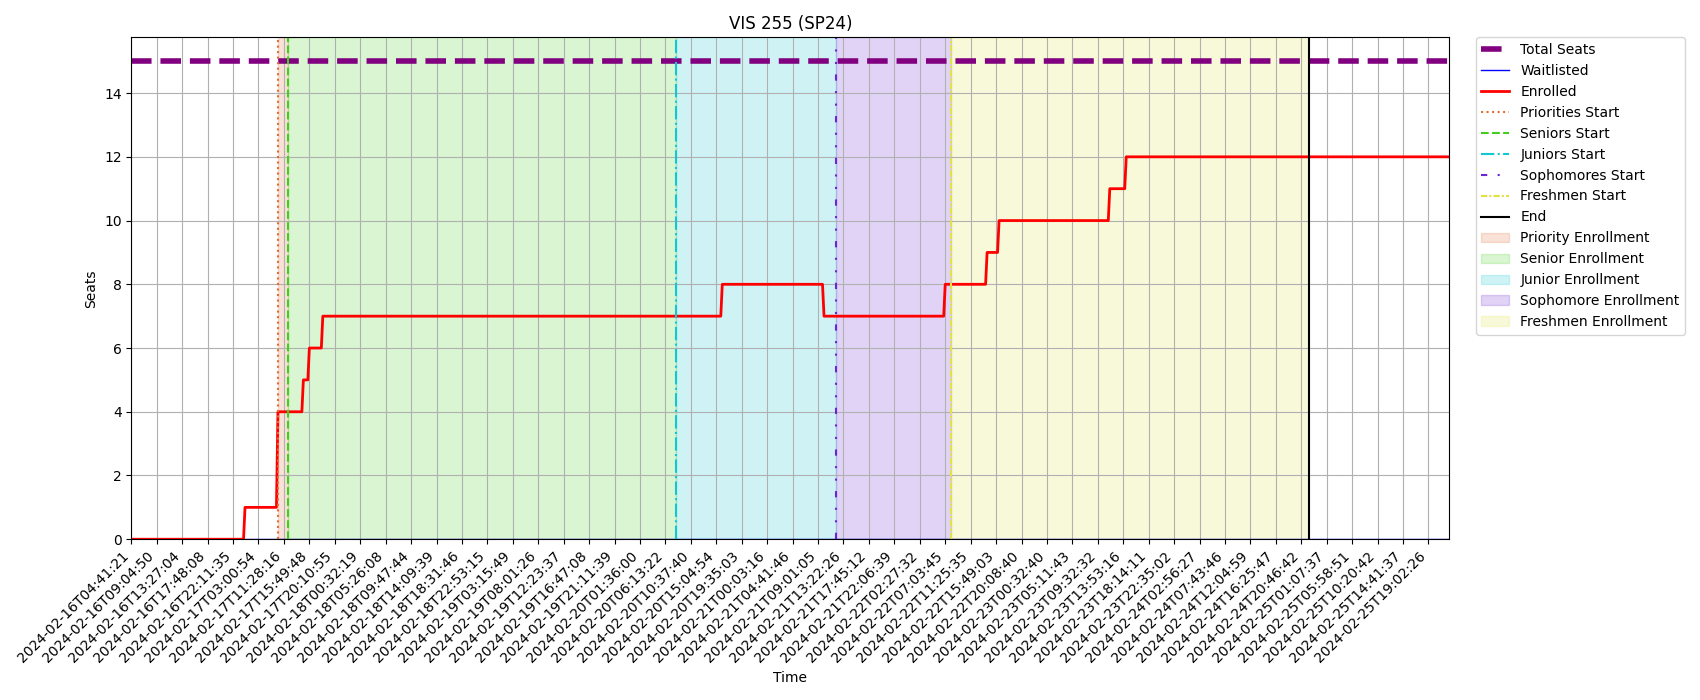 VIS 255 (SP24)
Seats
14
12
10
8
6
4
2
0
2024-02-16T04:41:21
2024-02-16T09:04:50
2024-02-16T13:27:04
2024-02-16T17:48:08
2024-02-16T22:11:35
2024-02-17T03:00:54
2024-02-17T11:28:16
2024-02-17T15:49:48
2024-02-17T20:10:55
2024-02-18T00:32:19
2024-02-18T05:26:08
2024-02-18T09:47:44
2024-02-18T14:09:39
2024-02-18T18:31:46
2024-02-18T22:53:15
2024-02-19T03:15:49
2024-02-19T08:01:26
2024-02-19T12:23:37
2024-02-19T16:47:08
2024-02-19T21:11:39
2024-02-20T01:36:00
2024-02-20T06:13:22
2024-02-20T10:37:40
2024-02-20T15:04:54
2024-02-20T19:35:03
2024-02-21T00:03:16
2024-02-21T04:41:46
2024-02-21T09:01:05
2024-02-21T13:22:26
2024-02-21T17:45:12
2024-02-21T22:06:39
2024-02-22T02:27:32
2024-02-22T07:03:45
2024-02-22T11:25:35
2024-02-22T15:49:03
2024-02-22T20:08:40
2024-02-23T00:32:40
2024-02-23T05:11:43
2024-02-23T09:32:32
2024-02-23T13:53:16
2024-02-23T18:14:11
2024-02-23T22:35:02
2024-02-24T02:56:27
2024-02-24T07:43:46
2024-02-24T12:04:59
2024-02-24T16:25:47
2024-02-24T20:46:42
2024-02-25T01:07:37
2024-02-25T05:58:51
2024-02-25T10:20:42
2024-02-25T14:41:37
2024-02-25T19:02:26
Time
Total Seats
Waitlisted
Enrolled
Priorities Start
Seniors Start
Juniors Start
Sophomores Start
Freshmen Start
End
Priority Enrollment
Senior Enrollment
Junior Enrollment
Sophomore Enrollment
Freshmen Enrollment